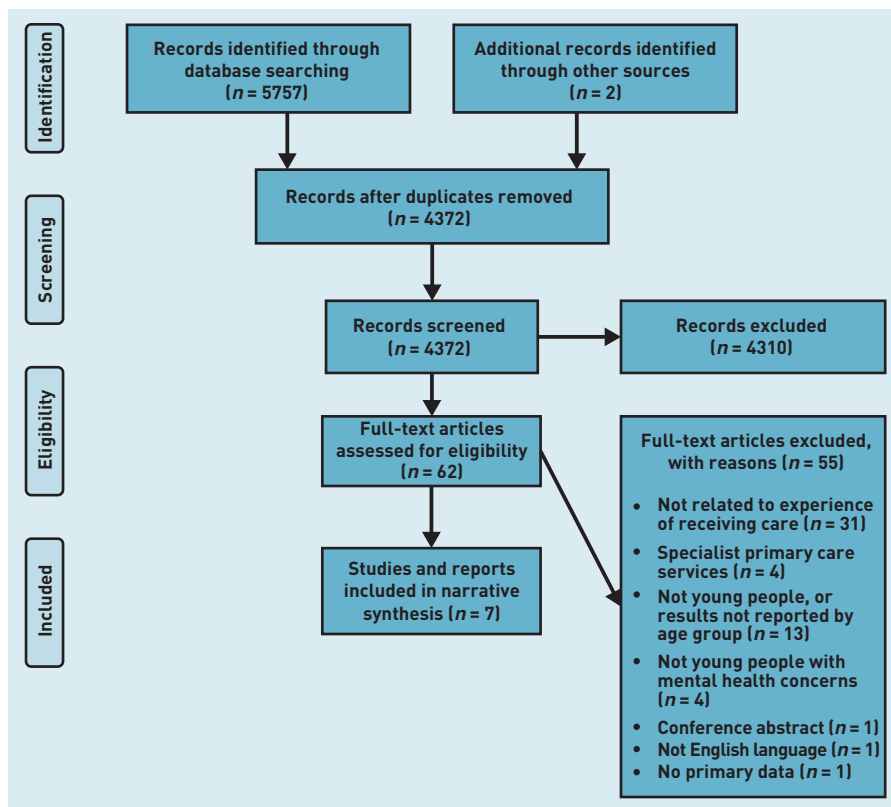 Identification
Records identified through
database searching
(n = 5757)
Additional records identified
through other sources
(n = 2)
Screening
Records after duplicates removed
(n = 4372)
Records screened
(n = 4372)
Records excluded
(n = 4310)
Eligibility
Full-text articles
assessed for eligibility
(n = 62)
Full-text articles excluded,
with reasons (n = 55)
• Not related to experience
of receiving care (n = 31)
• Specialist primary care
services (n = 4)
• Not young people, or
results not reported by
age group (n = 13)
• Not young people with
mental health concerns
(n = 4)
• Conference abstract (n = 1)
• Not English language (n = 1)
• No primary data (n = 1)
Included
Studies and reports
included in narrative
synthesis (n = 7)